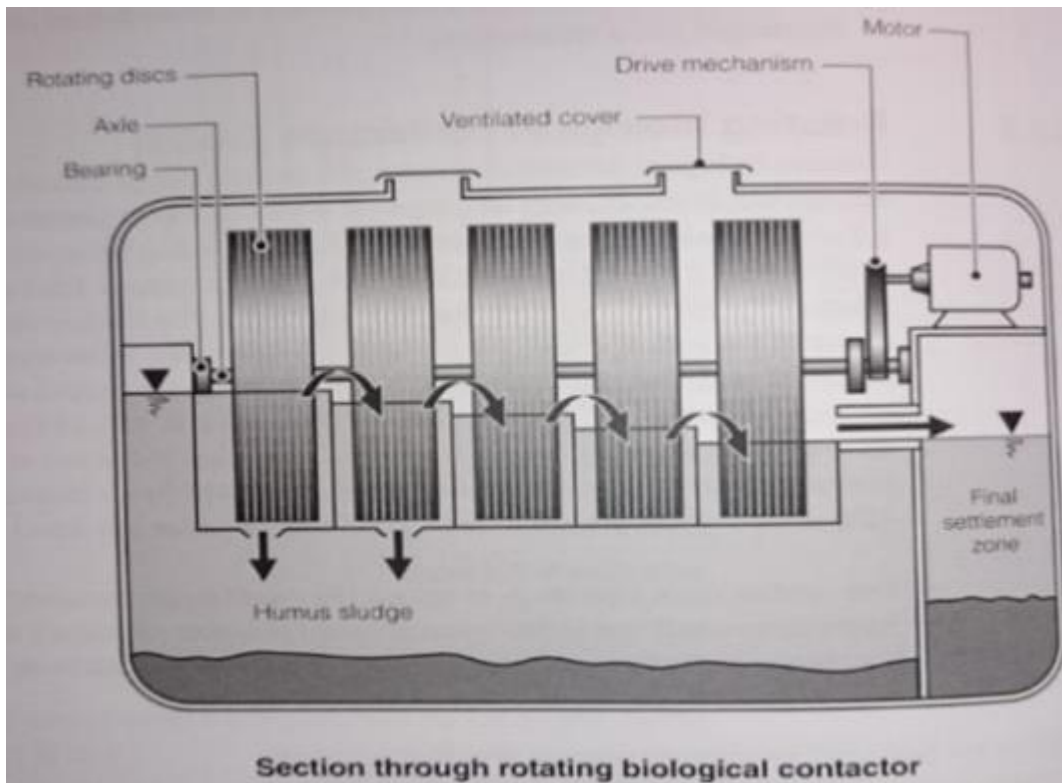 Motor
Drive mechanism
Rotating discs
Ventilated cover
Axle
Bearing
Final
settlement
zone
Humus sludge
Section through rotating biological contactor